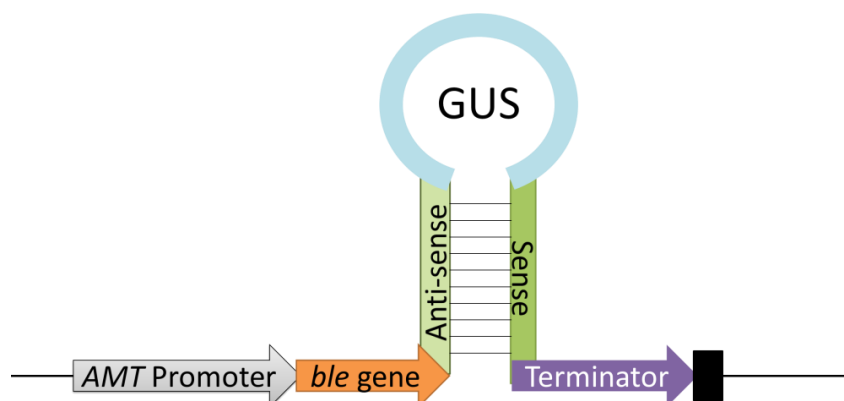 GUS
Anti-sense
Sense
AMT Promoter
ble gene
Terminator